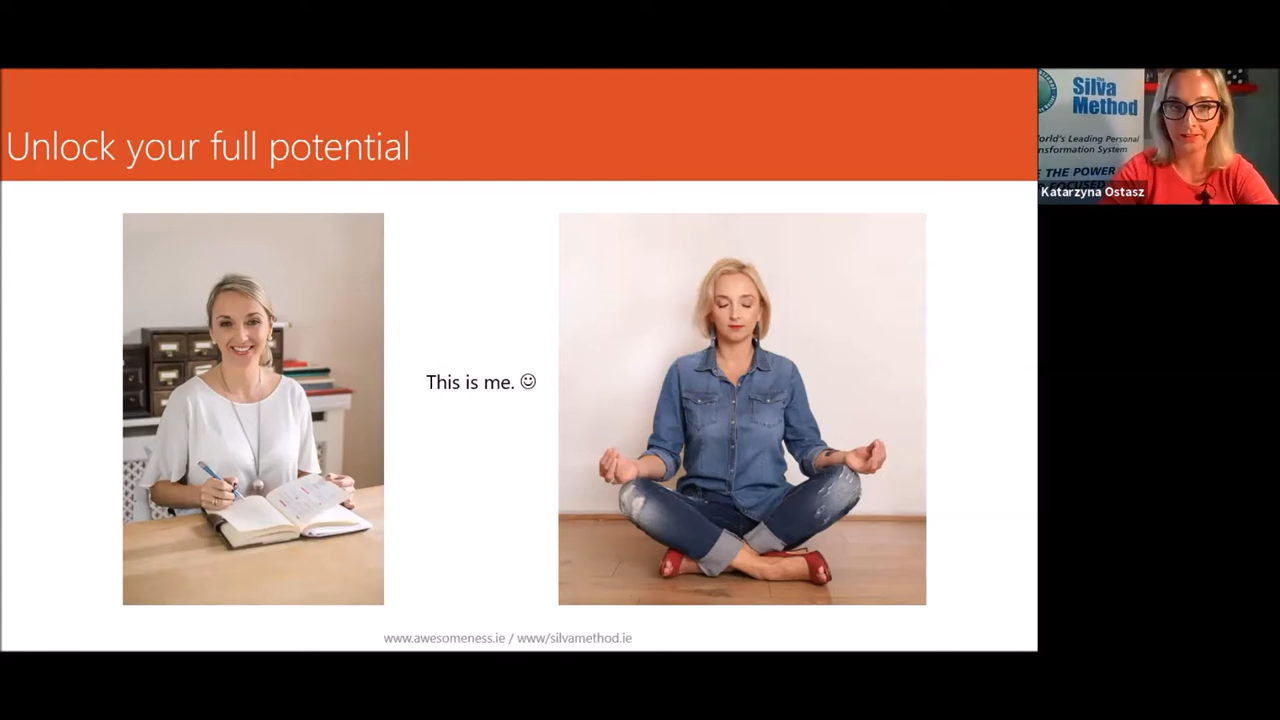 Unlock your full potential
This is me. ☺
www.awesomeness.ie / www/silvamethod.ie
The
Silva
Method
World's Leading Personal
Transformation System
THE POWER
Katarzyna Ostasz